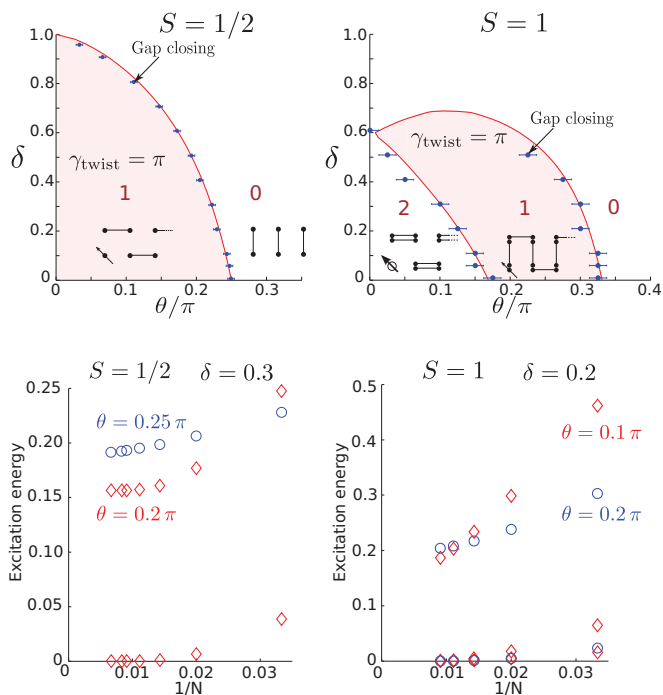 S = 1/2
1.0
0.8
0.6
0.4
0.2
0
δ
Gap closing
γtwist = π
1
0
0
0.1
0.2
0.3
θ/π
S = 1
1.0
0.8
0.6
0.4
0.2
0
δ
Gap closing
γtwist = π
2
1
0
0
0.1
0.2
0.3
0.4
θ/π
S = 1/2 δ = 0.3
0.25
0.20
0.15
0.10
0.05
0
Excitation energy
θ = 0.25 π
θ = 0.2 π
0
0.01
0.02
0.03
1/N
S = 1 δ = 0.2
0.5
0.4
0.3
0.2
0.1
0
Excitation energy
θ = 0.1 π
θ = 0.2 π
0
0.01
0.02
0.03
1/N